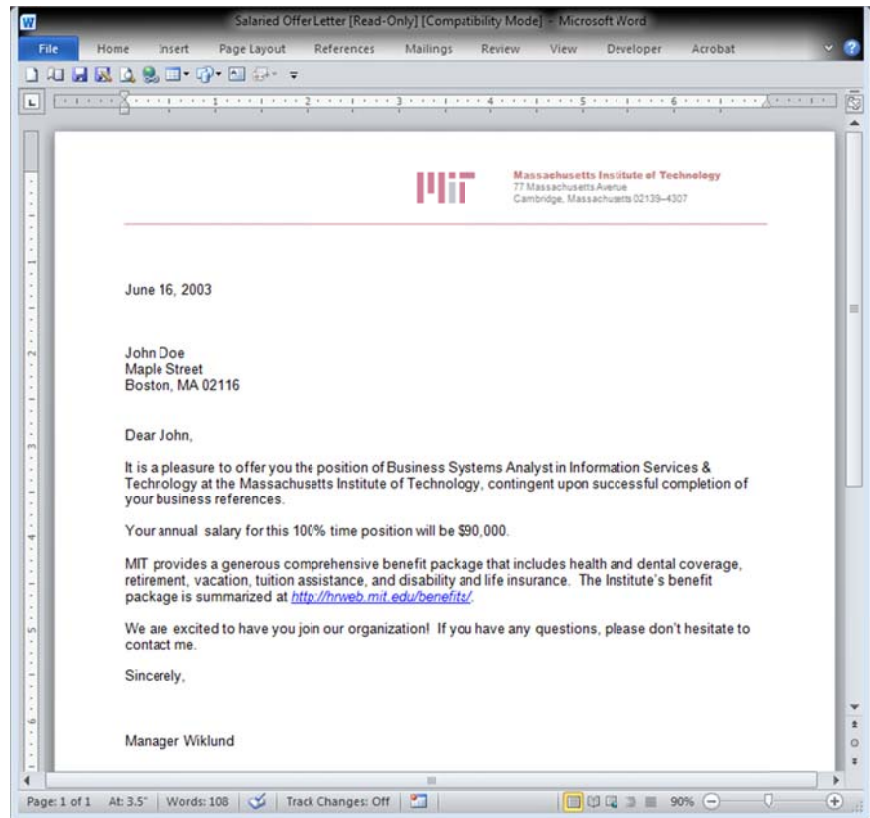 Salaried Offer Letter [Read-Only] [Compatibility Mode] - Microsoft Word
File Home Insert Page Layout References Mailings Review View Developer Acrobat
1 2 3 4 5 6
MIT
Massachusetts Institute of Technology
77 Massachusetts Avenue
Cambridge, Massachusetts 02139–4307
June 16, 2003
John Doe
Maple Street
Boston, MA 02116
Dear John,
It is a pleasure to offer you the position of Business Systems Analyst in Information Services &
Technology at the Massachusetts Institute of Technology, contingent upon successful completion of
your business references.
Your annual salary for this 100% time position will be $90,000.
MIT provides a generous comprehensive benefit package that includes health and dental coverage,
retirement, vacation, tuition assistance, and disability and life insurance. The Institute's benefit
package is summarized at http://hrweb.mit.edu/benefits/.
We are excited to have you join our organization! If you have any questions, please don't hesitate to
contact me.
Sincerely,
Manager Wiklund
Page: 1 of 1 At: 3.5" Words: 108 Track Changes: Off 90%